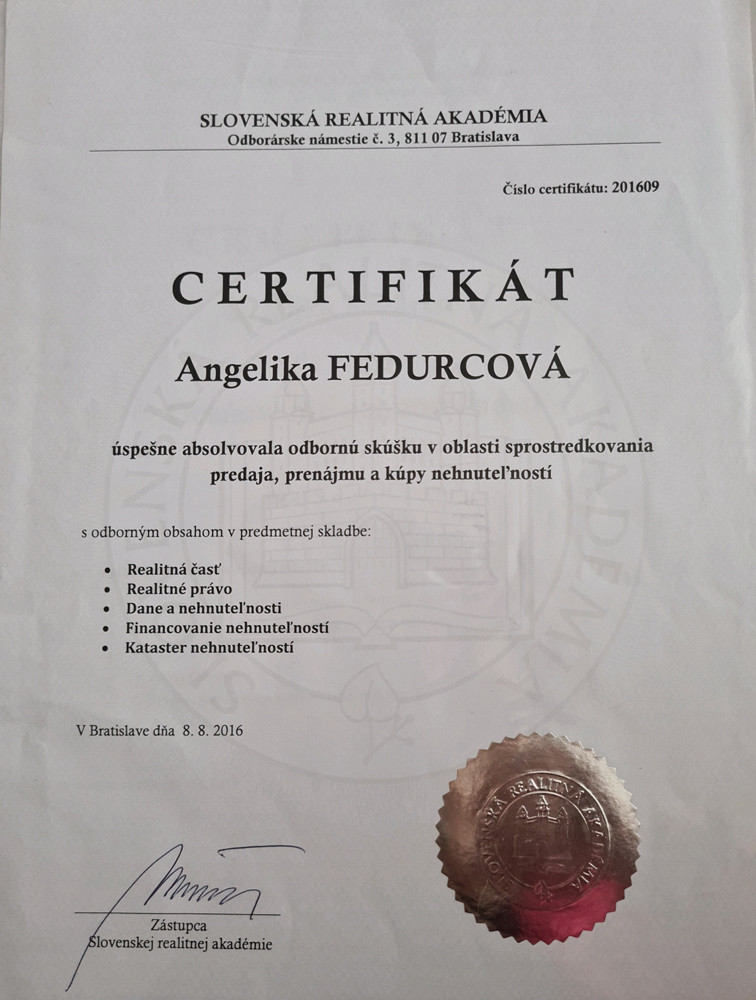 SLOVENSKÁ REALITNÁ AKADÉMIA
Odborárske námestie č. 3, 811 07 Bratislava
Číslo certifikátu: 201609
CERTIFIKÁT
Angelika FEDURCOVÁ
úspešne absolvovala odbornú skúšku v oblasti sprostredkovania
predaja, prenájmu a kúpy nehnuteľností
s odborným obsahom v predmetnej skladbe:
• Realitná časť
• Realitné právo
• Dane a nehnuteľnosti
• Financovanie nehnuteľností
• Kataster nehnuteľností
V Bratislave dňa 8. 8. 2016
Zástupca
Slovenskej realitnej akadémie
SLOVENSKÁ REALITNÁ AKADÉMIA